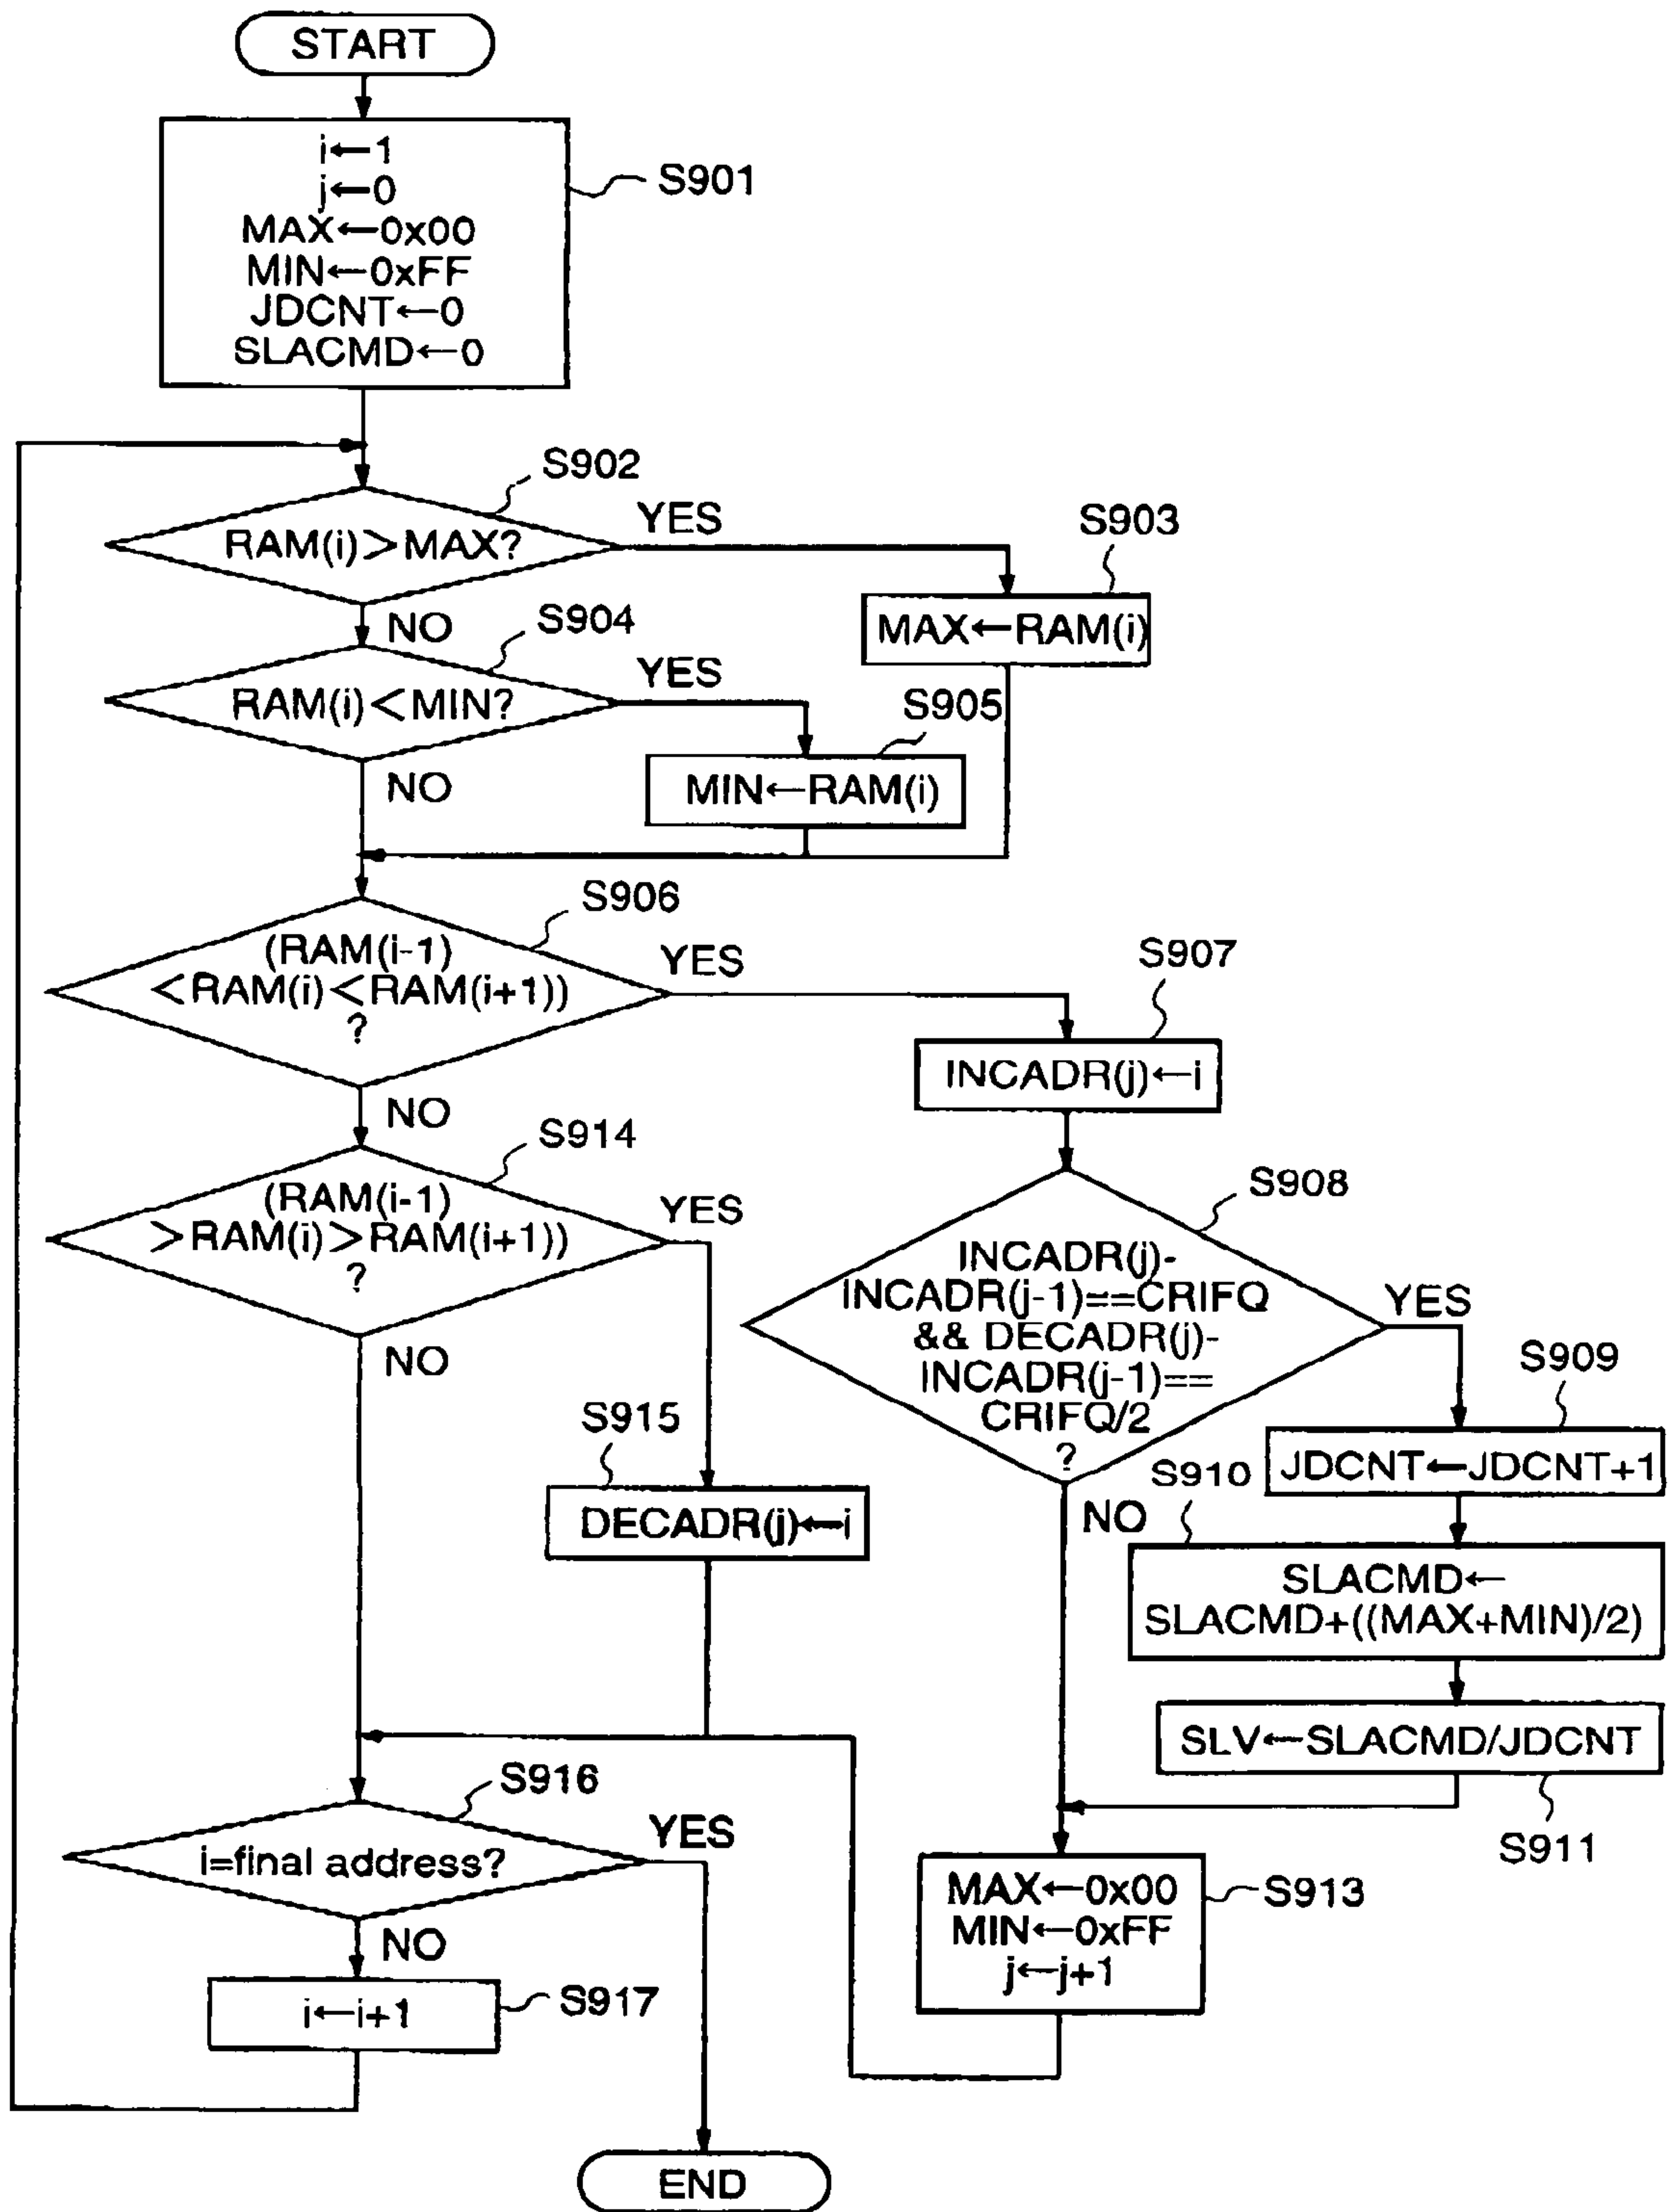 START
i←1
j←0
MAX←0x00
MIN←0xFF
JDCNT←0
SLACMD←0
S901
S902
RAM(i)>MAX?
YES
NO
S903
MAX←RAM(i)
S904
RAM(i)<MIN?
YES
NO
S905
MIN←RAM(i)
S906
(RAM(i-1)
<RAM(i)<RAM(i+1))
?
YES
NO
S907
INCADR(j)←i
S908
INCADR(j)-
INCADR(j-1)==CRIFQ
&& DECADR(j)-
INCADR(j-1)==
CRIFQ/2
?
YES
NO
S909
JDCNT←JDCNT+1
S910
SLACMD←
SLACMD+((MAX+MIN)/2)
SLV←SLACMD/JDCNT
S911
MAX←0x00
MIN←0xFF
j←j+1
S913
S914
(RAM(i-1)
>RAM(i)>RAM(i+1))
?
YES
NO
S915
DECADR(j)←i
S916
i=final address?
YES
NO
i←i+1
S917
END